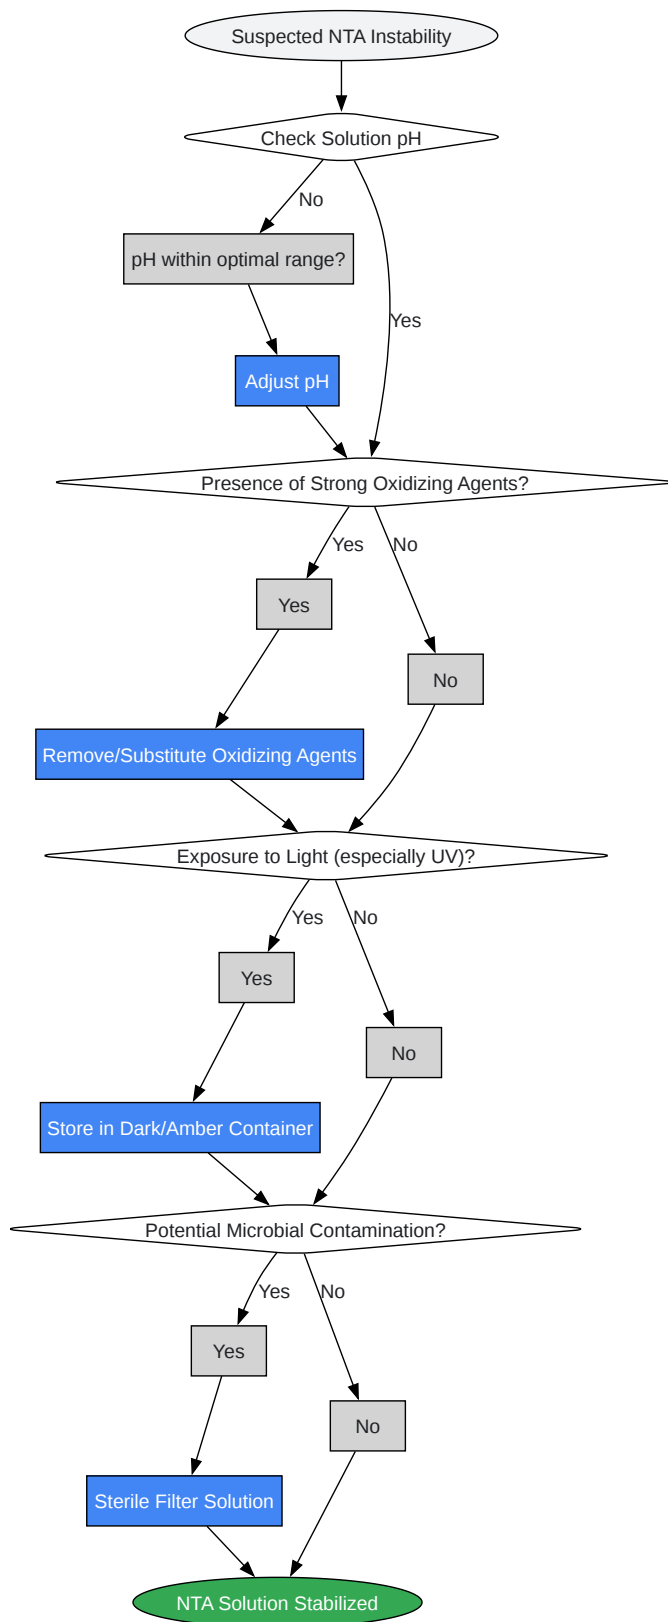 Suspected NTA Instability
Check Solution pH
No
pH within optimal range?
Yes
Adjust pH
Presence of Strong Oxidizing Agents?
Yes
No
Yes
No
Remove/Substitute Oxidizing Agents
Exposure to Light (especially UV)?
Yes
No
Yes
No
Store in Dark/Amber Container
Potential Microbial Contamination?
Yes
No
Yes
No
Sterile Filter Solution
NTA Solution Stabilized